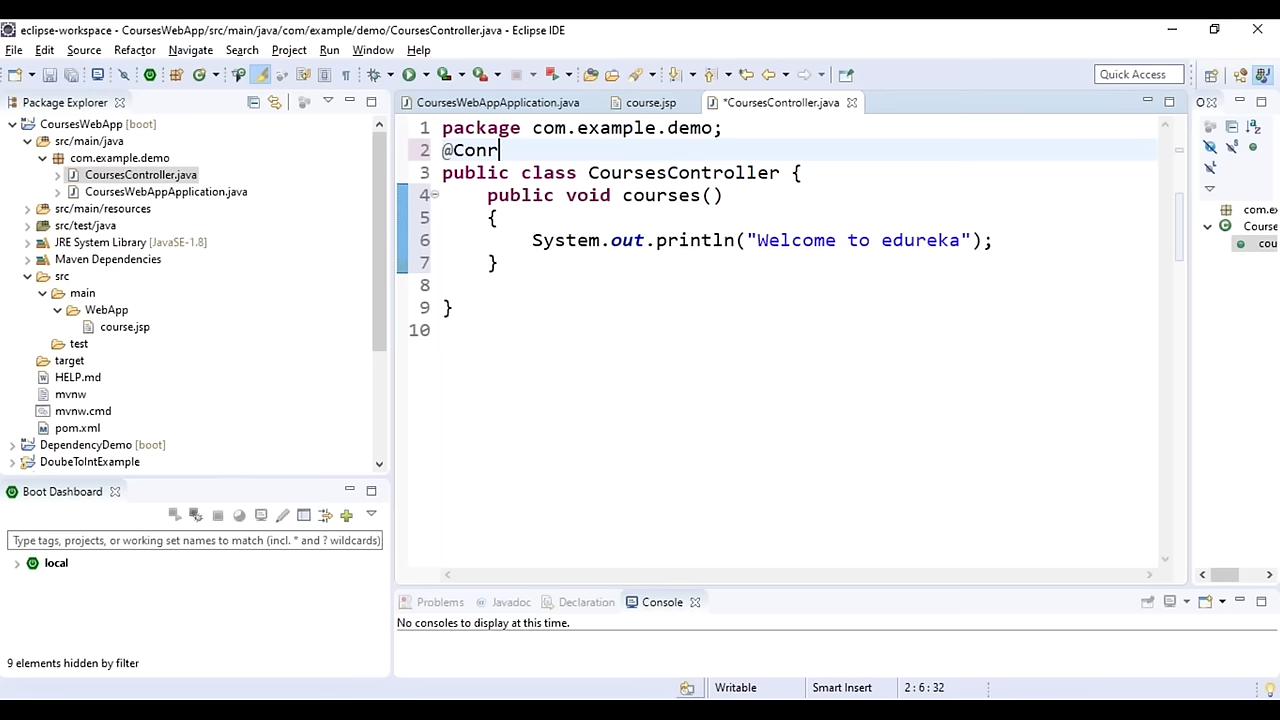 eclipse-workspace - CoursesWebApp/src/main/java/com/example/demo/CoursesController.java - Eclipse IDE
File Edit Source Refactor Navigate Search Project Run Window Help
Quick Access
Package Explorer
CoursesWebApp [boot]
src/main/java
com.example.demo
CoursesController.java
CoursesWebAppApplication.java
src/main/resources
src/test/java
JRE System Library [JavaSE-1.8]
Maven Dependencies
src
main
WebApp
course.jsp
test
target
HELP.md
mvnw
mvnw.cmd
pom.xml
DependencyDemo [boot]
DoubeToIntExample
Boot Dashboard
Type tags, projects, or working set names to match (incl. * and ? wildcards)
local
9 elements hidden by filter
CoursesWebAppApplication.java course.jsp *CoursesController.java
1 package com.example.demo;
2 @Conr
3 public class CoursesController {
4 public void courses()
5 {
6 System.out.println("Welcome to edureka");
7 }
8
9 }
10
Problems Javadoc Declaration Console
No consoles to display at this time.
O
com.e
Course
cou
Writable Smart Insert 2 : 6 : 32